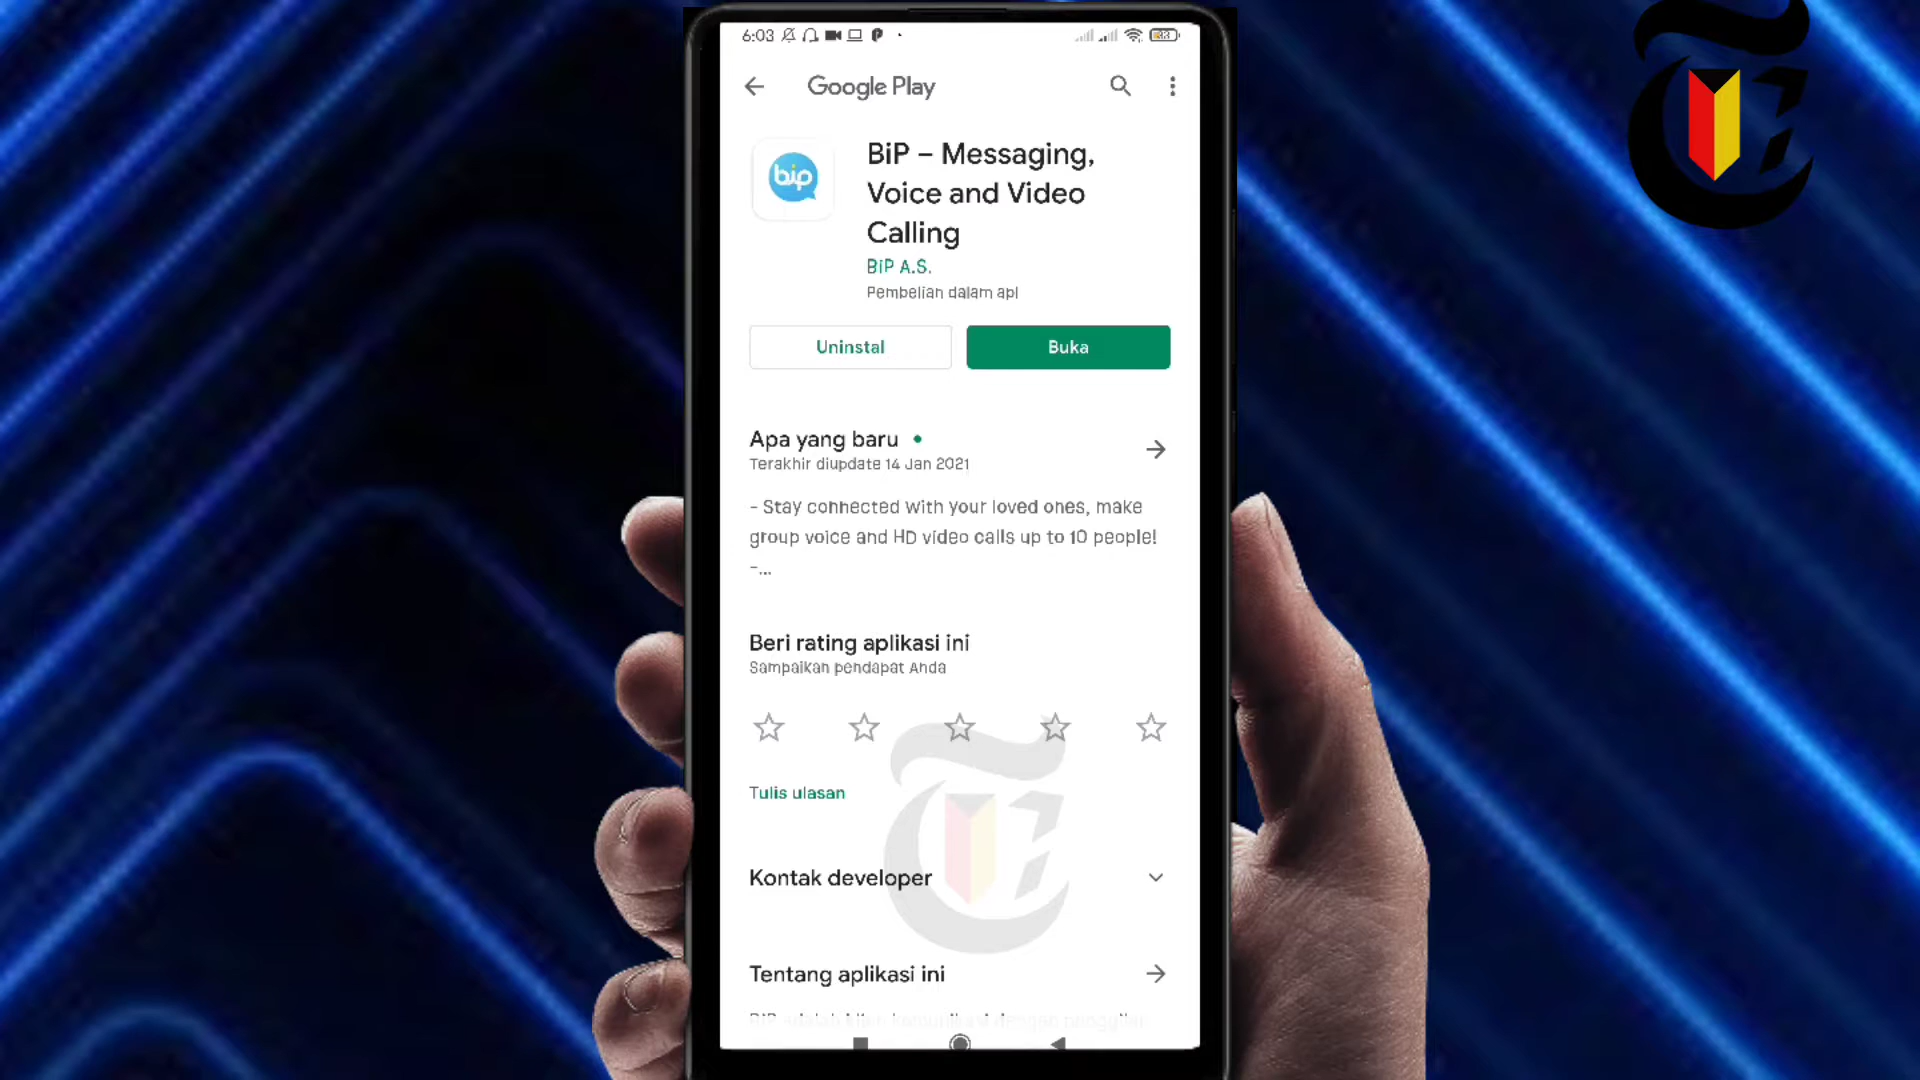 6:03
83
Google Play
bip
BiP – Messaging,
Voice and Video
Calling
BiP A.S.
Pembelian dalam apl
Uninstal
Buka
Apa yang baru
Terakhir diupdate 14 Jan 2021
- Stay connected with your loved ones, make
group voice and HD video calls up to 10 people!
-...
Beri rating aplikasi ini
Sampaikan pendapat Anda
Tulis ulasan
Kontak developer
Tentang aplikasi ini